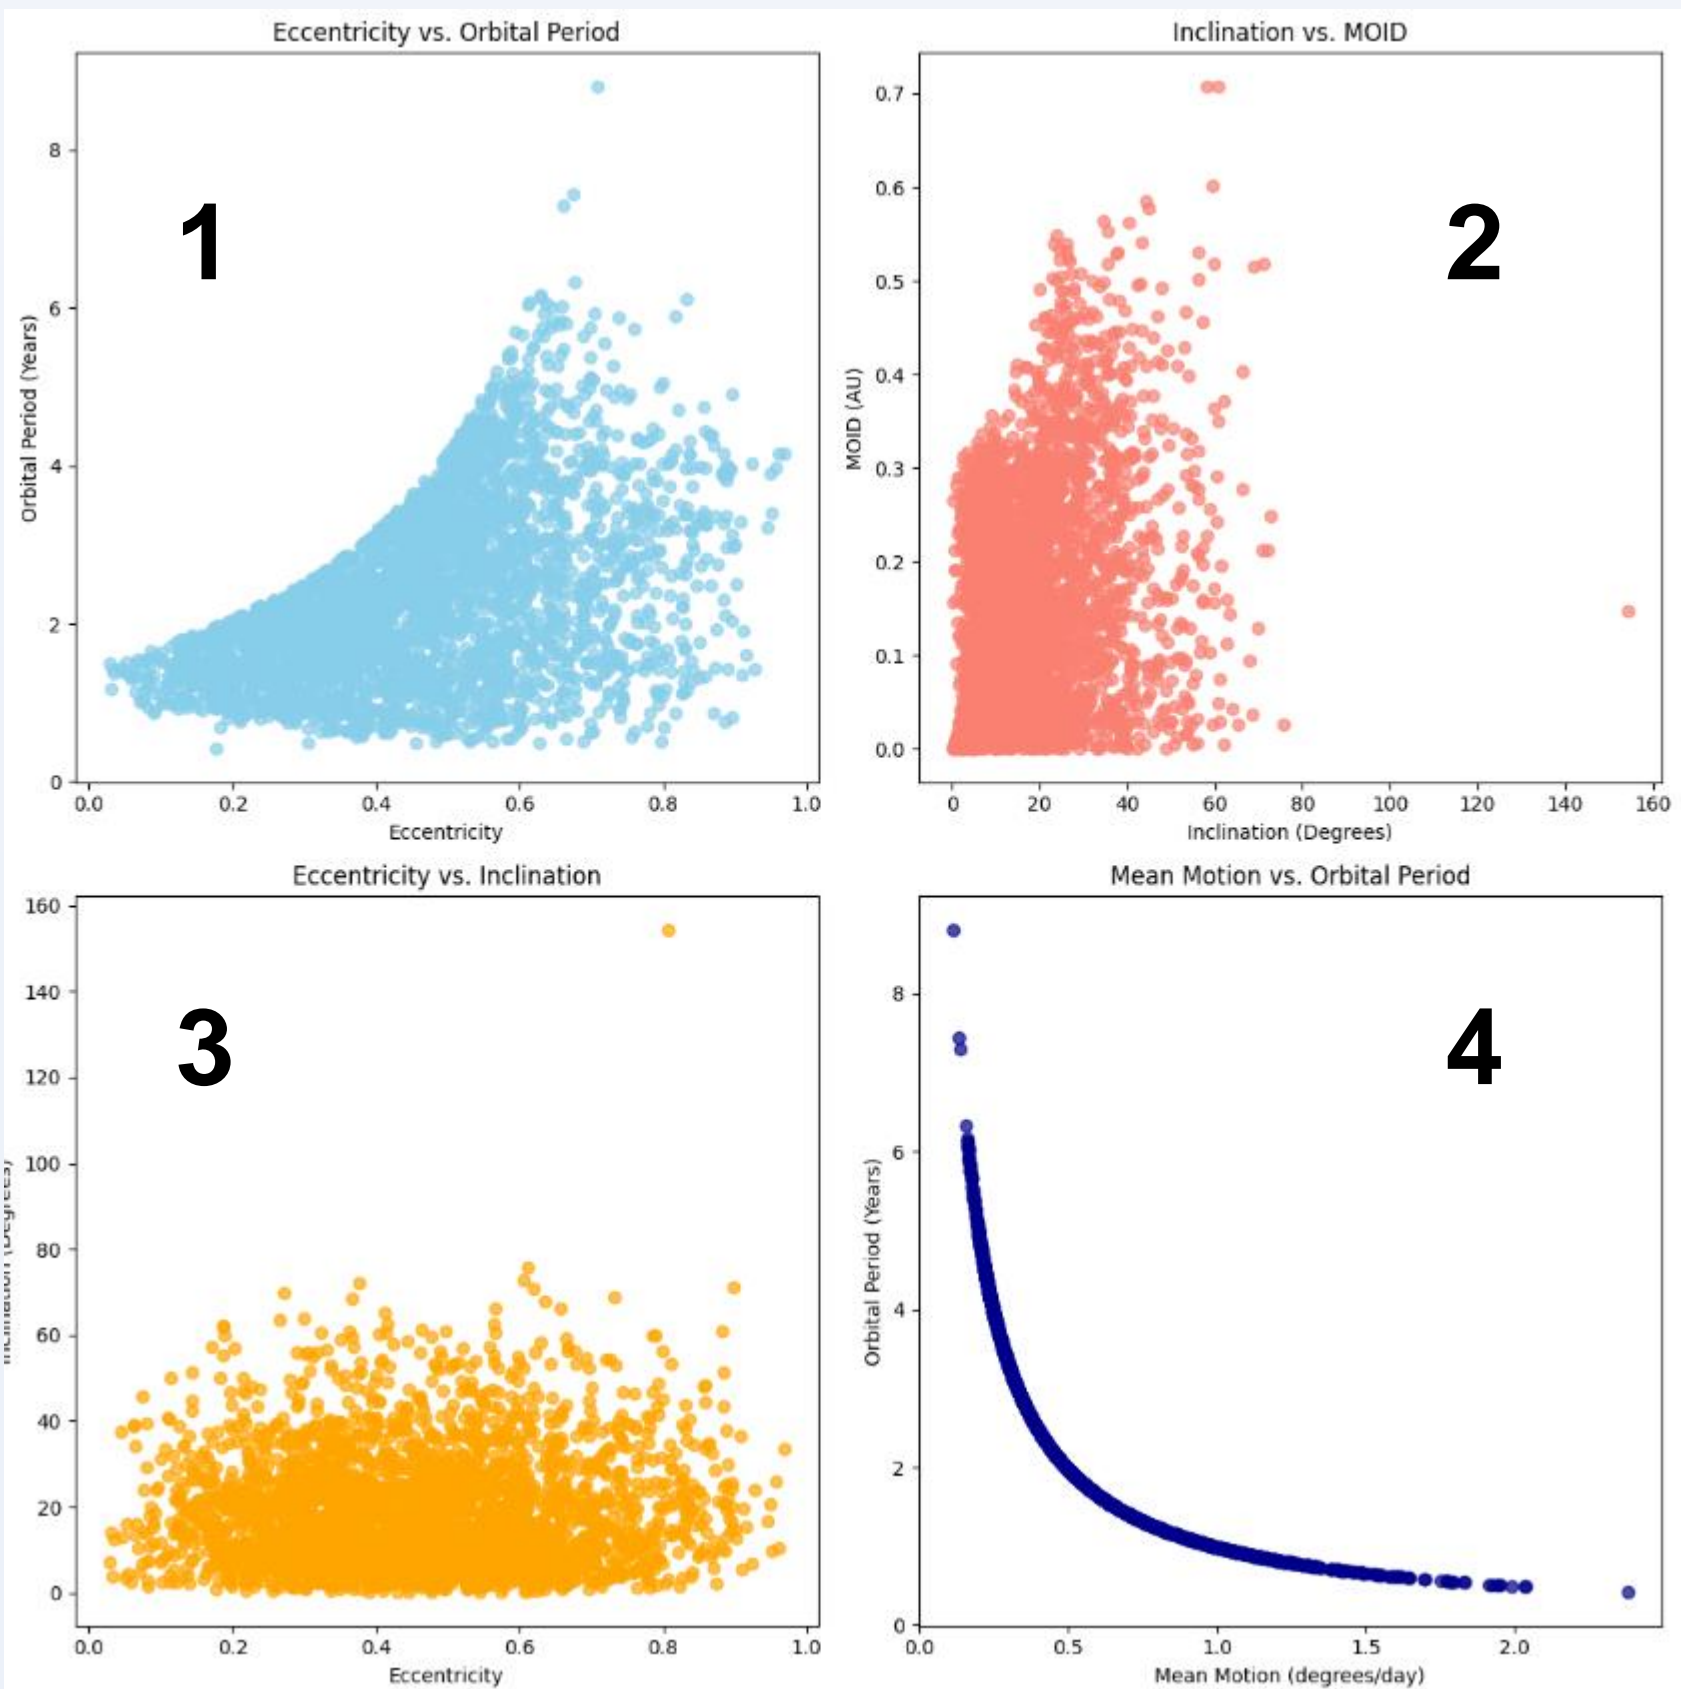 Eccentricity vs. Orbital Period
Orbital Period (Years)
8
6
4
2
0
1
0.0 0.2 0.4 0.6 0.8 1.0
Eccentricity
Inclination vs. MOID
MOID (AU)
0.7
0.6
0.5
0.4
0.3
0.2
0.1
0.0
2
0 20 40 60 80 100 120 140 160
Inclination (Degrees)
Eccentricity vs. Inclination
160
140
120
100
80
60
40
20
0
3
0.0 0.2 0.4 0.6 0.8 1.0
Eccentricity
Mean Motion vs. Orbital Period
Orbital Period (Years)
8
6
4
2
0
4
0.0 0.5 1.0 1.5 2.0
Mean Motion (degrees/day)